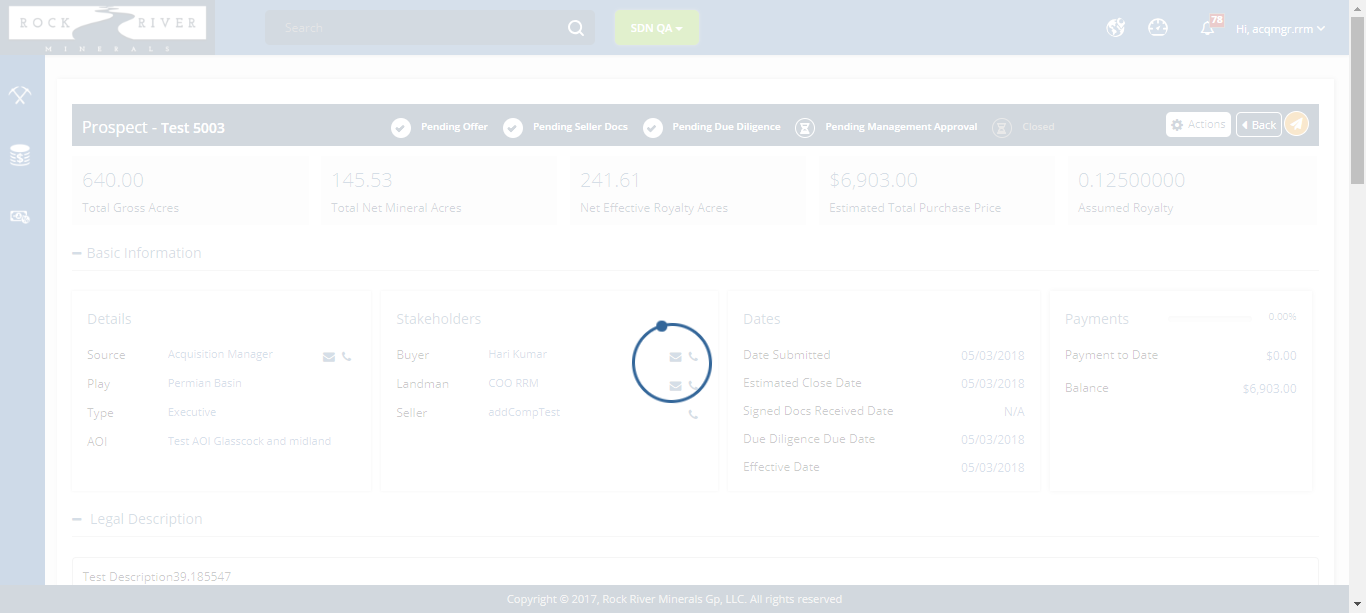 ROCK RIVER
MINERALS
Search
SDN QA
78
Hi, acqmgr.rrm
Prospect - Test 5003
Pending Offer
Pending Seller Docs
Pending Due Diligence
Pending Management Approval
Closed
Actions
Back
640.00
Total Gross Acres
145.53
Total Net Mineral Acres
241.61
Net Effective Royalty Acres
$6,903.00
Estimated Total Purchase Price
0.12500000
Assumed Royalty
Basic Information
Details
Source Acquisition Manager
Play Permian Basin
Type Executive
AOI Test AOI Glasscock and midland
Stakeholders
Buyer Hari Kumar
Landman COO RRM
Seller addCompTest
Dates
Date Submitted 05/03/2018
Estimated Close Date 05/03/2018
Signed Docs Received Date N/A
Due Diligence Due Date 05/03/2018
Effective Date 05/03/2018
Payments 0.00%
Payment to Date $0.00
Balance $6,903.00
Legal Description
Test Description39.185547
Copyright © 2017, Rock River Minerals Gp, LLC. All rights reserved